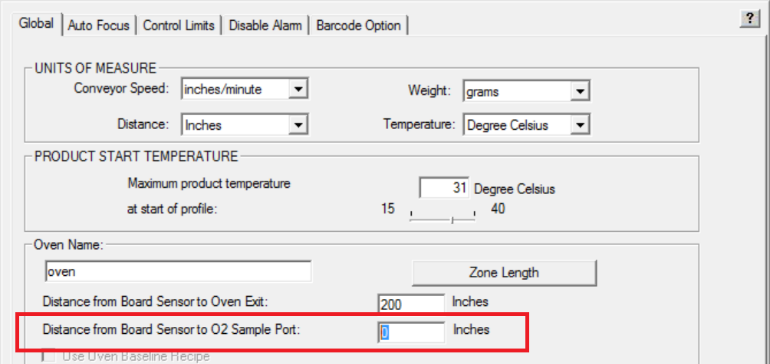 Global Auto Focus Control Limits Disable Alarm Barcode Option ?
UNITS OF MEASURE
Conveyor Speed: inches/minute Weight: grams
Distance: Inches Temperature: Degree Celsius
PRODUCT START TEMPERATURE
Maximum product temperature 31 Degree Celsius
at start of profile: 15 40
Oven Name:
oven Zone Length
Distance from Board Sensor to Oven Exit: 200 Inches
Distance from Board Sensor to O2 Sample Port: 0 Inches
Use Oven Baseline Recipe